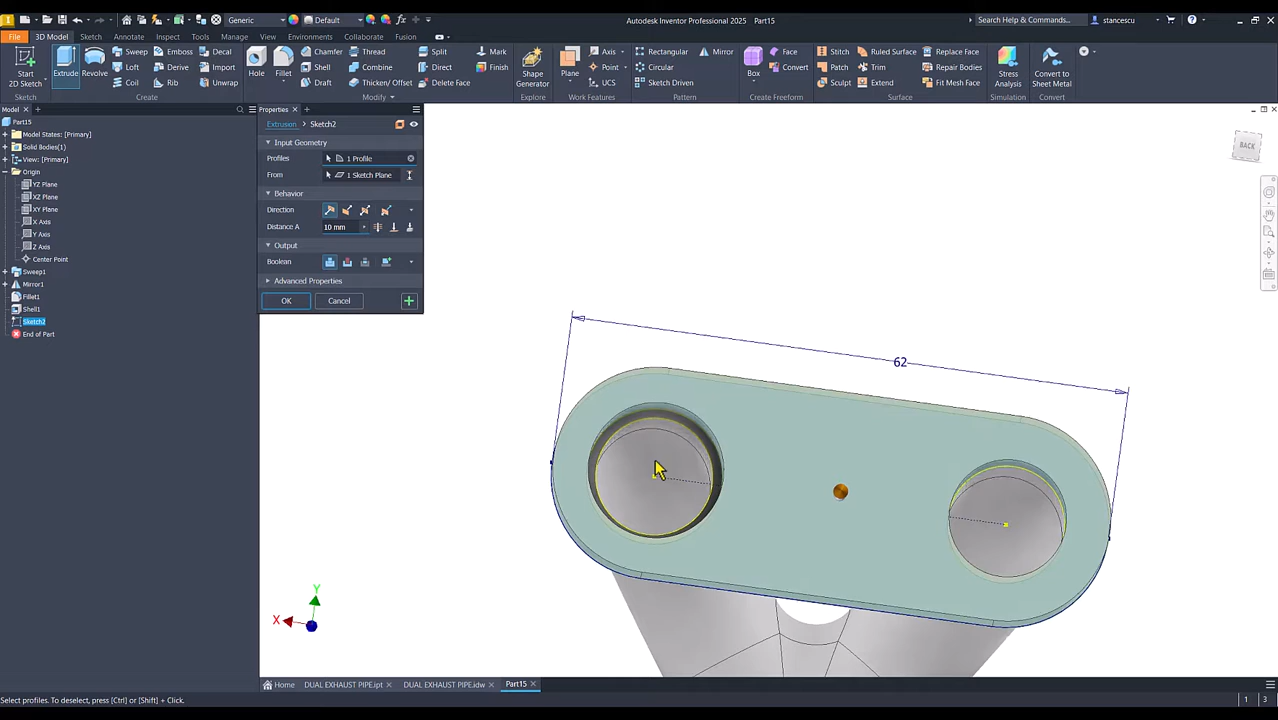 Generic
Default
Autodesk Inventor Professional 2025 Part15
Search Help & Commands...
stancescu
File 3D Model Sketch Annotate Inspect Tools Manage View Environments Collaborate Fusion
Start
2D Sketch
Sketch
Extrude
Revolve
Sweep
Loft
Coil
Emboss
Derive
Rib
Decal
Import
Unwrap
Create
Hole
Fillet
Chamfer
Shell
Draft
Thread
Combine
Thicken/ Offset
Split
Direct
Delete Face
Modify
Mark
Finish
Shape
Generator
Explore
Plane
Axis
Point
UCS
Work Features
Rectangular
Circular
Sketch Driven
Mirror
Pattern
Box
Face
Convert
Create Freeform
Stitch
Patch
Sculpt
Ruled Surface
Trim
Extend
Replace Face
Repair Bodies
Fit Mesh Face
Surface
Stress
Analysis
Simulation
Convert to
Sheet Metal
Convert
Model
Part15
Model States: [Primary]
Solid Bodies(1)
View: [Primary]
Origin
YZ Plane
XZ Plane
XY Plane
X Axis
Y Axis
Z Axis
Center Point
Sweep1
Mirror1
Fillet1
Shell1
Sketch2
End of Part
Properties
Extrusion Sketch2
Input Geometry
Profiles 1 Profile
From 1 Sketch Plane
Behavior
Direction
Distance A 10 mm
Output
Boolean
Advanced Properties
OK Cancel
BACK
62
Y
X
Home DUAL EXHAUST PIPE.ipt DUAL EXHAUST PIPE.idw Part15
Select profiles. To deselect, press [Ctrl] or [Shift] + Click.
1 3